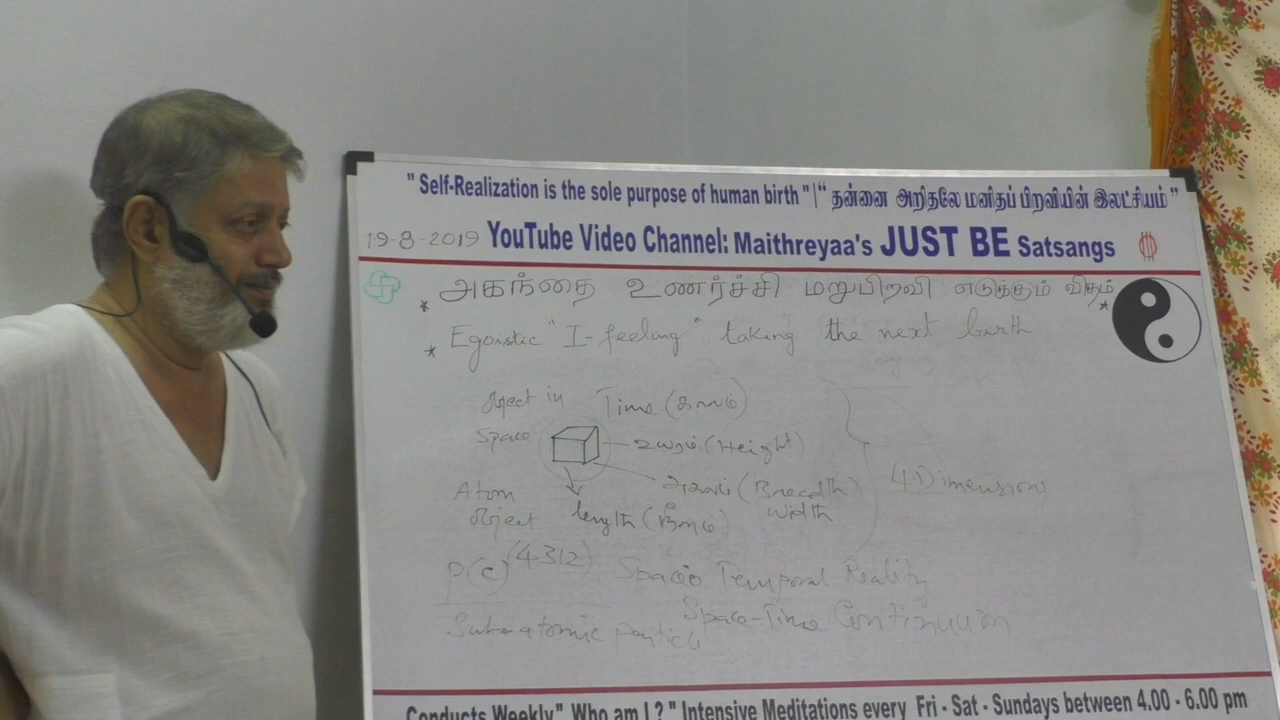 " Self-Realization is the sole purpose of human birth " | " தன்னை அறிதலே மனிதப் பிறவியின் இலட்சியம் "
19-8-2019 YouTube Video Channel: Maithreyaa's JUST BE Satsangs
* அகந்தை உணர்ச்சி மறுபிறவி எடுக்கும் விதம் *
* Egoistic "I-feeling" taking the next birth
Object in Time (காலம்)
Space உயரம் (Height)
Atom அகலம் (Breadth) 4 Dimensions
Object length (நீளம்) width
P(c) (4312) Spacio Temporal Reality
Space-Time Continuum
Sub-atomic Particle
Conducts Weekly " Who am I ? " Intensive Meditations every Fri - Sat - Sundays between 4.00 - 6.00 pm